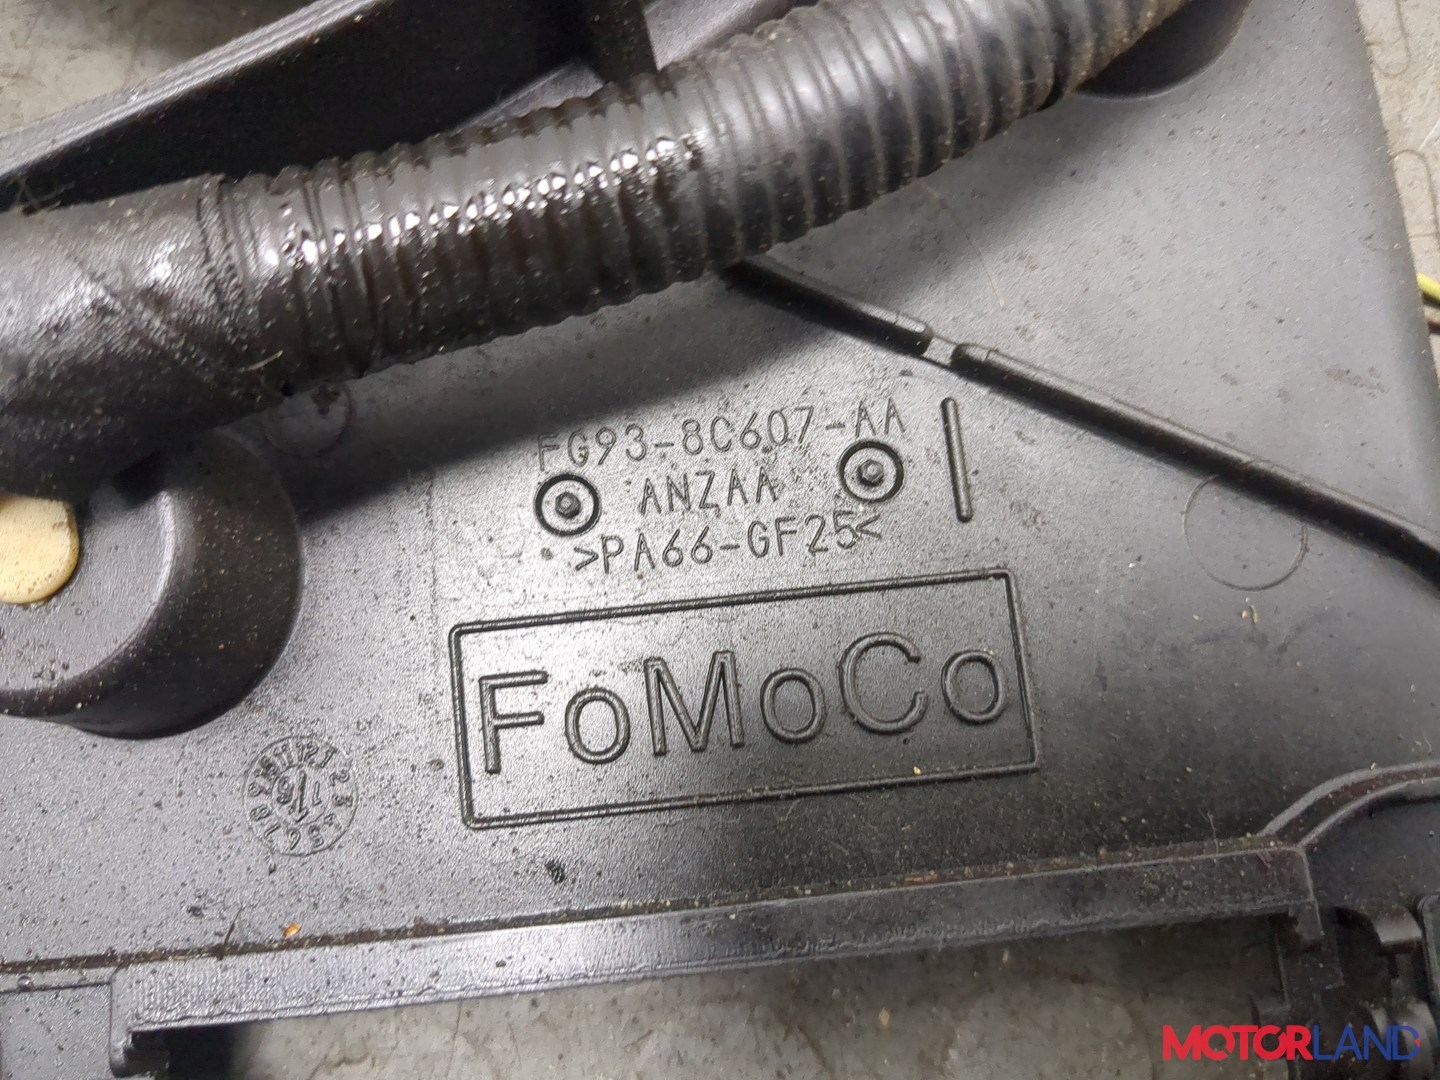 FG93-8C607-AA
ANZAA
>PA66-GF25<
FoMoCo
MOTORLAND